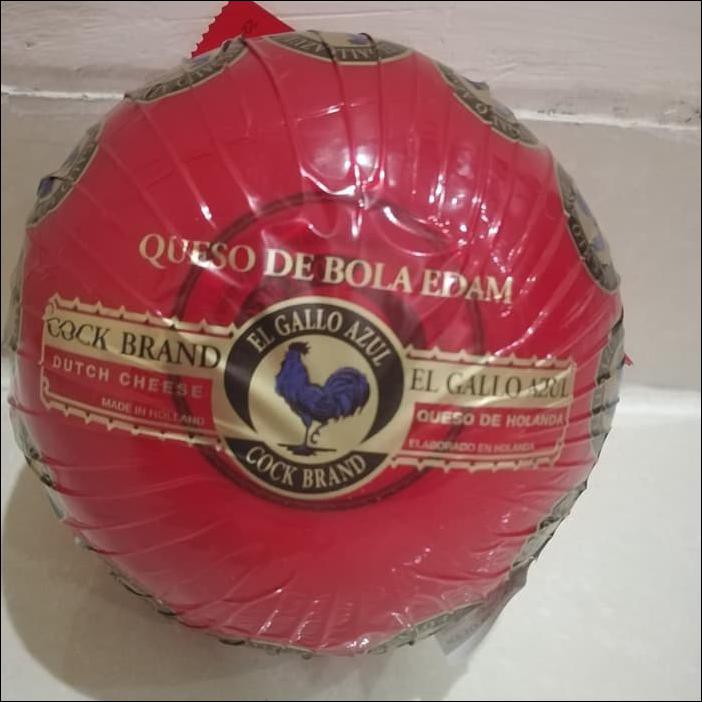 QUESO DE BOLA EDAM
COCK BRAND
DUTCH CHEESE
MADE IN HOLLAND
EL GALLO AZUL
COCK BRAND
EL GALLO AZUL
QUESO DE HOLANDA
ELABORADO EN HOLANDA